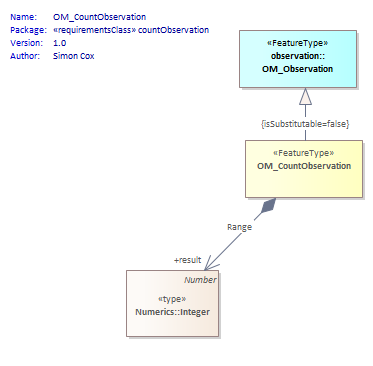 Name: OM_CountObservation
Package: «requirementsClass» countObservation
Version: 1.0
Author: Simon Cox
«FeatureType»
observation::
OM_Observation
{isSubstitutable=false}
«FeatureType»
OM_CountObservation
Range
+result
Number
«type»
Numerics::Integer